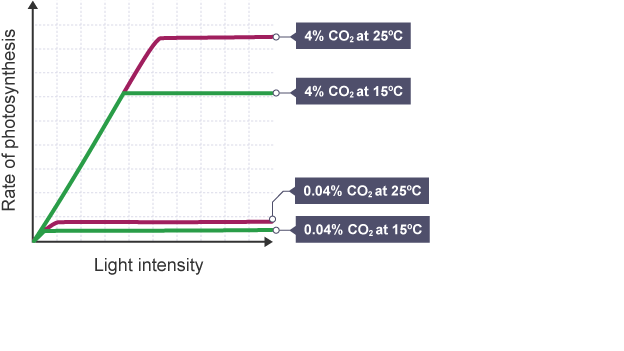 Rate of photosynthesis
4% CO₂ at 25ºC
4% CO₂ at 15ºC
0.04% CO₂ at 25ºC
0.04% CO₂ at 15ºC
Light intensity